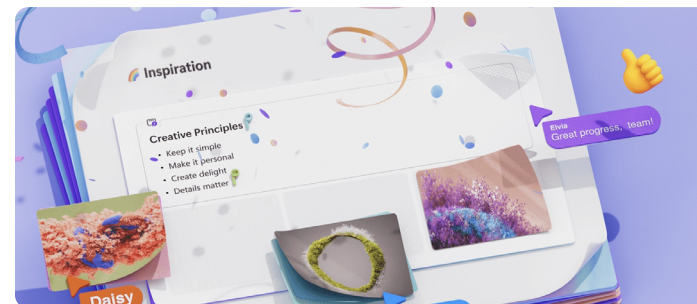 Inspiration
Creative Principles
• Keep it simple
• Make it personal
• Create delight
• Details matter
Elvia
Great progress, team!
Daisy